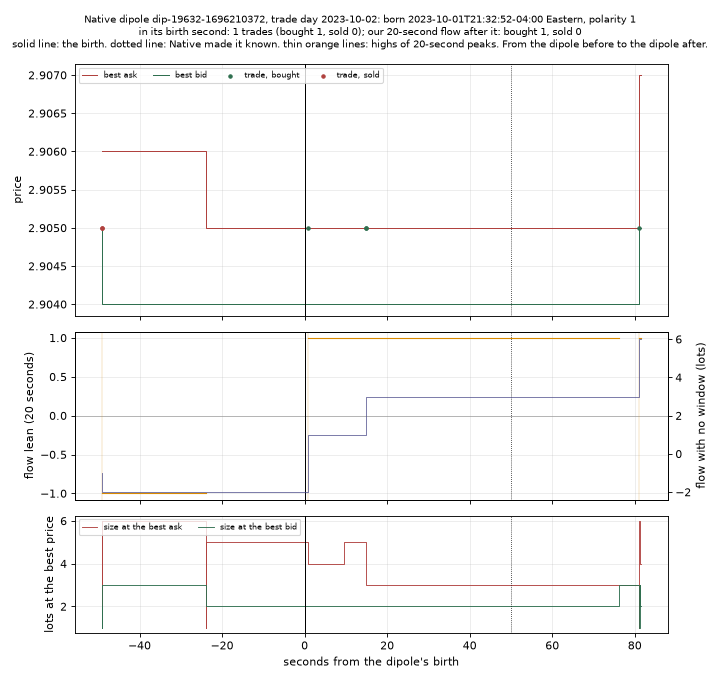 Native dipole dip-19632-1696210372, trade day 2023-10-02: born 2023-10-01T21:32:52-04:00 Eastern, polarity 1
in its birth second: 1 trades (bought 1, sold 0); our 20-second flow after it: bought 1, sold 0
solid line: the birth. dotted line: Native made it known. thin orange lines: highs of 20-second peaks. From the dipole before to the dipole after.
best ask
best bid
trade, bought
trade, sold
2.9070
2.9065
2.9060
2.9055
2.9050
2.9045
2.9040
price
1.0
0.5
0.0
−0.5
−1.0
flow lean (20 seconds)
6
4
2
0
−2
flow with no window (lots)
size at the best ask
size at the best bid
6
4
2
lots at the best price
−40
−20
0
20
40
60
80
seconds from the dipole's birth